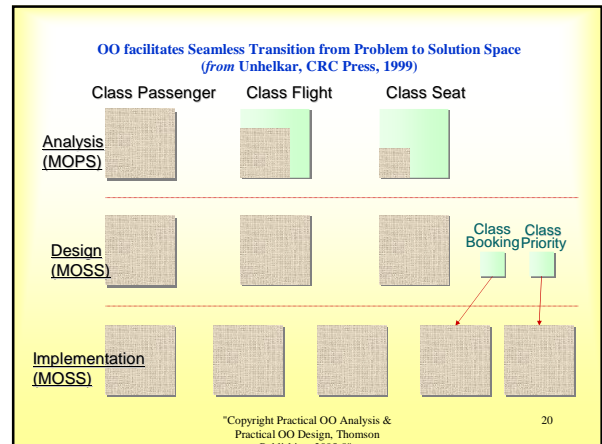 OO facilitates Seamless Transition from Problem to Solution Space
(from Unhelkar, CRC Press, 1999)
Class Passenger Class Flight Class Seat
Analysis
(MOPS)
Design
(MOSS)
Class
Booking
Class
Priority
Implementation
(MOSS)
"Copyright Practical OO Analysis &
Practical OO Design, Thomson
20